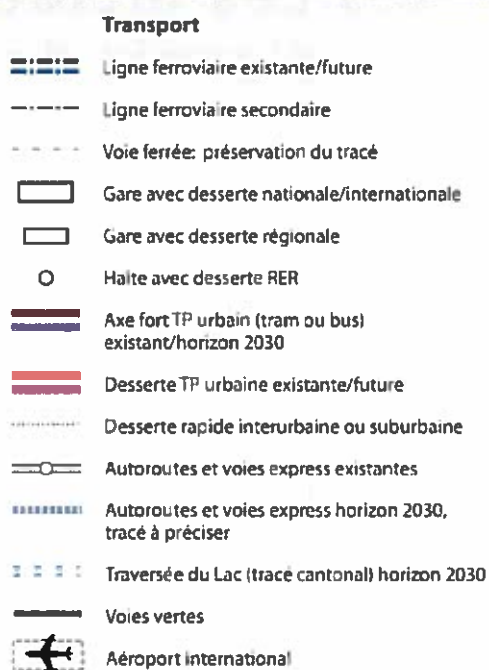 Transport
Ligne ferroviaire existante/future
Ligne ferroviaire secondaire
Voie ferrée: préservation du tracé
Gare avec desserte nationale/internationale
Gare avec desserte régionale
Halte avec desserte RER
Axe fort TP urbain (tram ou bus)
existant/horizon 2030
Desserte TP urbaine existante/future
Desserte rapide interurbaine ou suburbaine
Autoroutes et voies express existantes
Autoroutes et voies express horizon 2030,
tracé à préciser
Traversée du Lac (tracé cantonal) horizon 2030
Voies vertes
Aéroport international